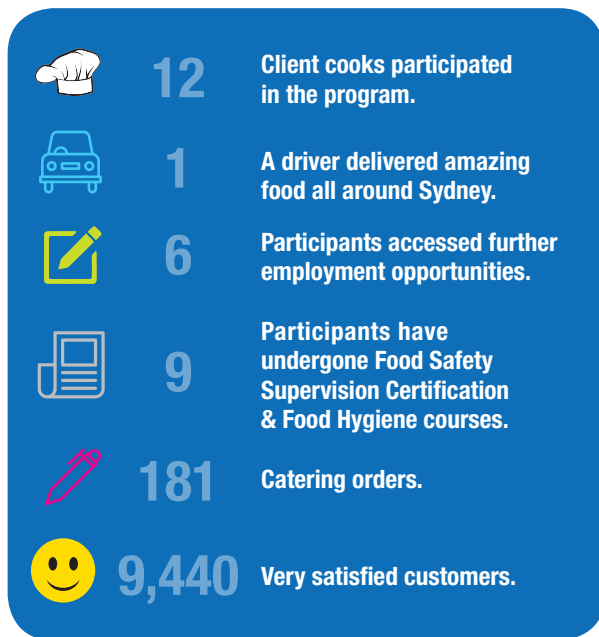 12
Client cooks participated
in the program.
1
A driver delivered amazing
food all around Sydney.
6
Participants accessed further
employment opportunities.
9
Participants have
undergone Food Safety
Supervision Certification
& Food Hygiene courses.
181
Catering orders.
9,440
Very satisfied customers.